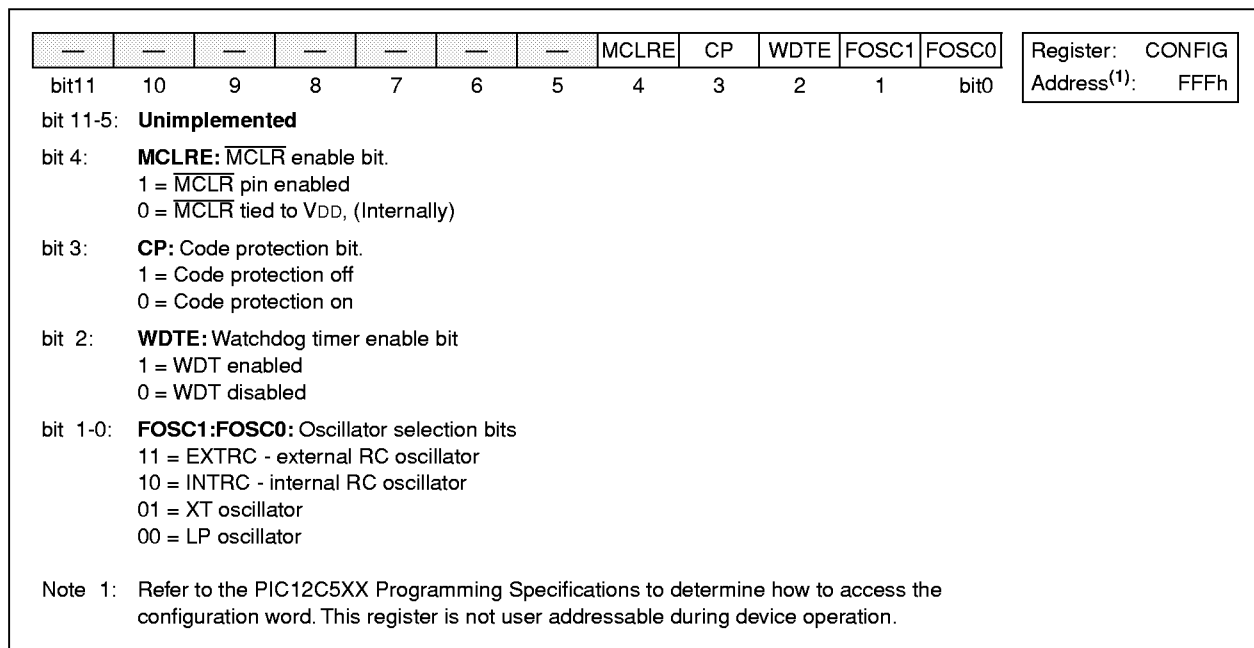 — — — — — — — MCLRE CP WDTE FOSC1 FOSC0
bit11 10 9 8 7 6 5 4 3 2 1 bit0
Register: CONFIG
Address(1): FFFh
bit 11-5: Unimplemented
bit 4: MCLRE: MCLR enable bit.
1 = MCLR pin enabled
0 = MCLR tied to VDD, (Internally)
bit 3: CP: Code protection bit.
1 = Code protection off
0 = Code protection on
bit 2: WDTE: Watchdog timer enable bit
1 = WDT enabled
0 = WDT disabled
bit 1-0: FOSC1:FOSC0: Oscillator selection bits
11 = EXTRC - external RC oscillator
10 = INTRC - internal RC oscillator
01 = XT oscillator
00 = LP oscillator
Note 1: Refer to the PIC12C5XX Programming Specifications to determine how to access the
configuration word. This register is not user addressable during device operation.